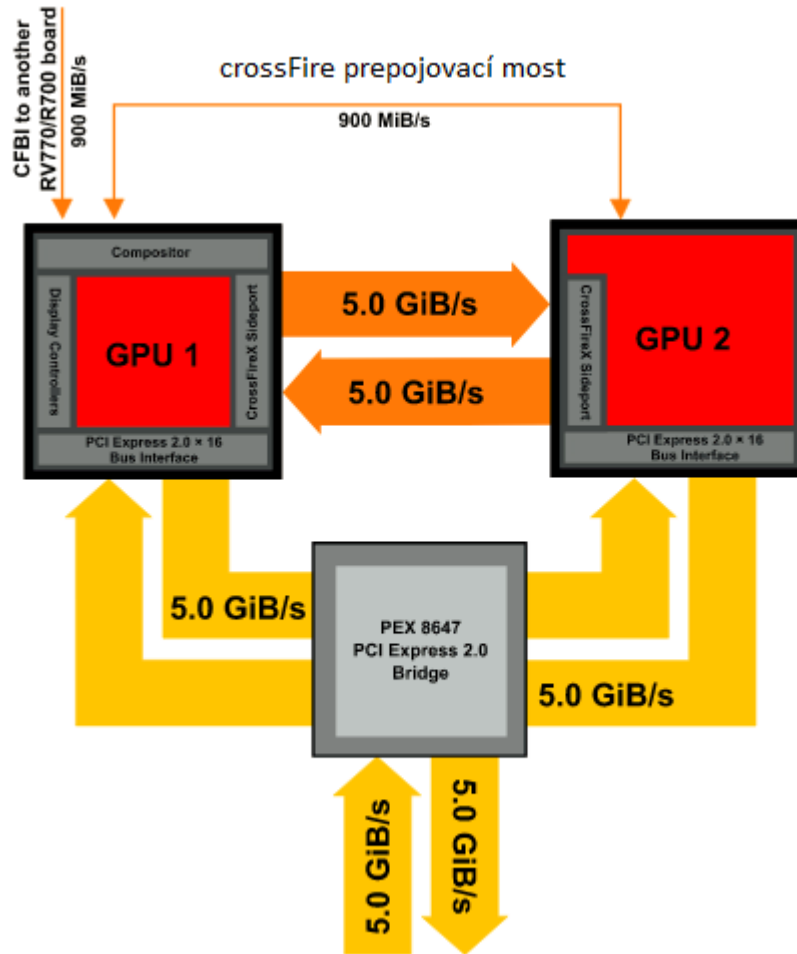 CFBI to another
RV770/R700 board
900 MiB/s
crossFire prepojovací most
900 MiB/s
Compositor
Display Controllers
GPU 1
CrossFireX Sideport
PCI Express 2.0 × 16
Bus Interface
5.0 GiB/s
5.0 GiB/s
CrossFireX Sideport
GPU 2
PCI Express 2.0 × 16
Bus Interface
5.0 GiB/s
PEX 8647
PCI Express 2.0
Bridge
5.0 GiB/s
5.0 GiB/s
5.0 GiB/s